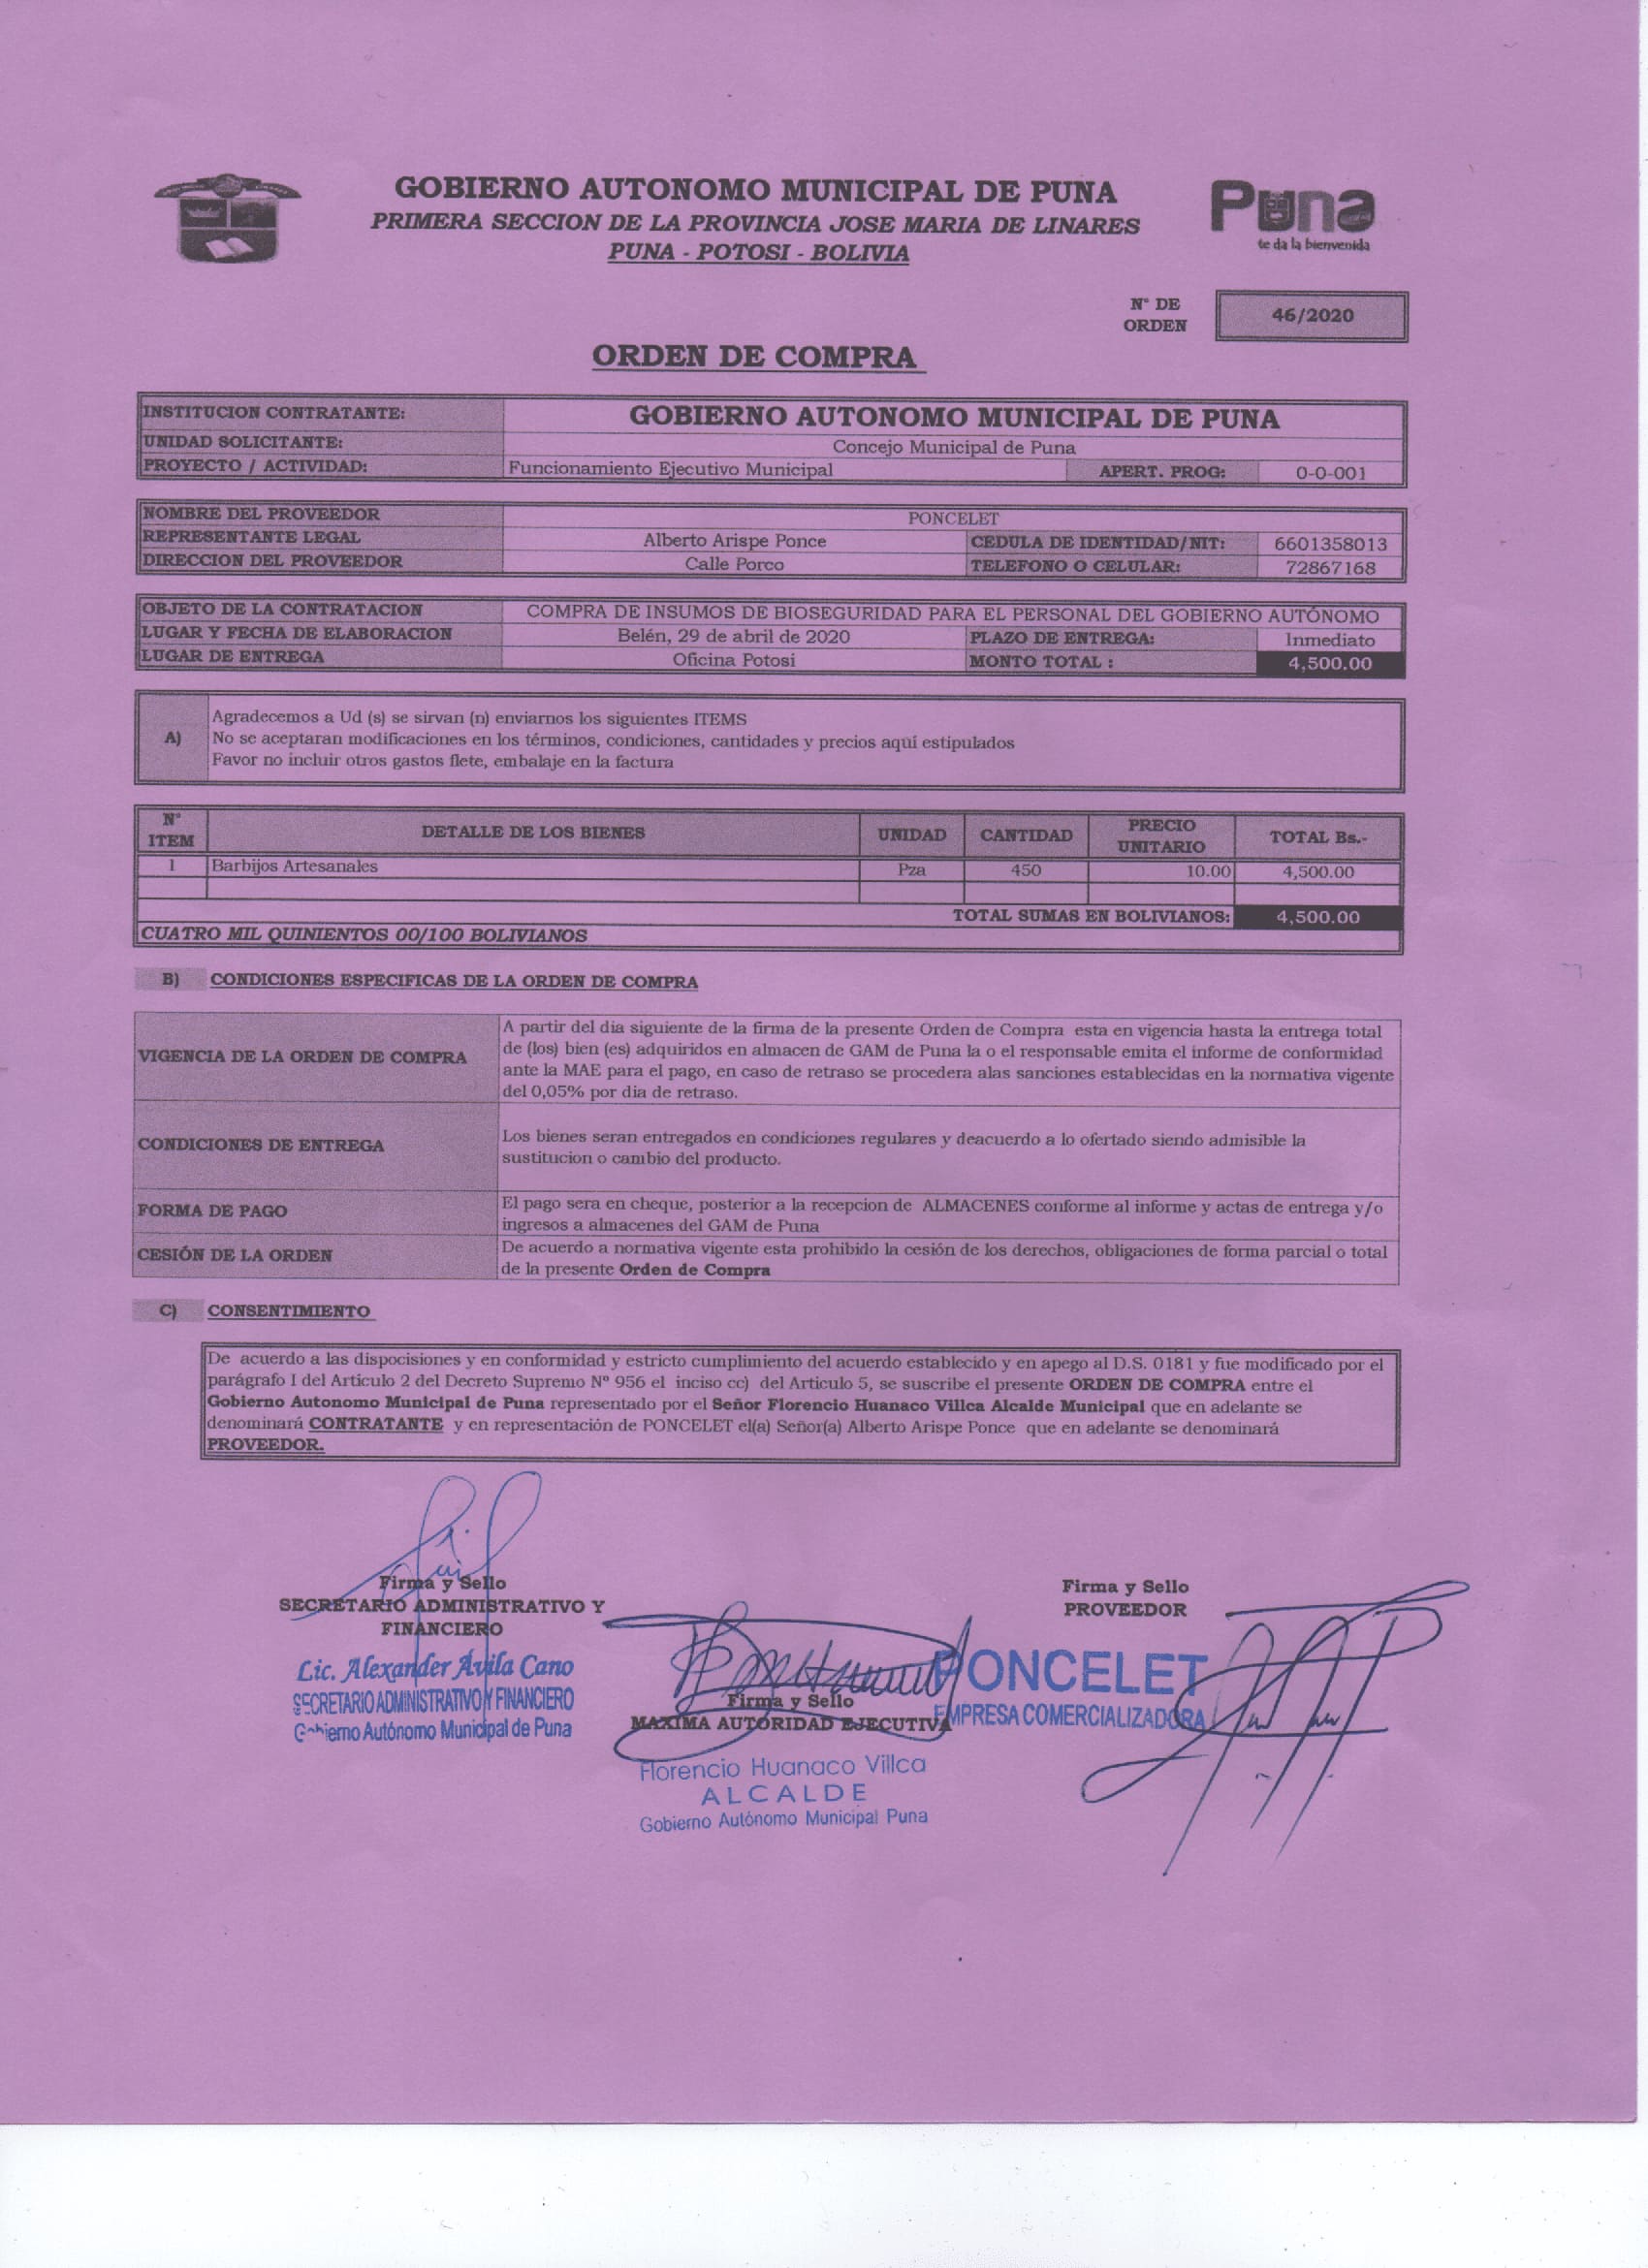 GOBIERNO AUTONOMO MUNICIPAL DE PUNA
PRIMERA SECCION DE LA PROVINCIA JOSE MARIA DE LINARES
PUNA - POTOSI - BOLIVIA
Puna
te da la bienvenida
N° DE ORDEN
46/2020
ORDEN DE COMPRA
INSTITUCION CONTRATANTE: GOBIERNO AUTONOMO MUNICIPAL DE PUNA
UNIDAD SOLICITANTE: Concejo Municipal de Puna
PROYECTO / ACTIVIDAD: Funcionamiento Ejecutivo Municipal APERT. PROG: 0-0-001
NOMBRE DEL PROVEEDOR PONCELET
REPRESENTANTE LEGAL Alberto Arispe Ponce CEDULA DE IDENTIDAD/NIT: 6601358013
DIRECCION DEL PROVEEDOR Calle Porco TELEFONO O CELULAR: 72867168
OBJETO DE LA CONTRATACION COMPRA DE INSUMOS DE BIOSEGURIDAD PARA EL PERSONAL DEL GOBIERNO AUTÓNOMO
LUGAR Y FECHA DE ELABORACION Belén, 29 de abril de 2020 PLAZO DE ENTREGA: Inmediato
LUGAR DE ENTREGA Oficina Potosi MONTO TOTAL : 4,500.00
A)
Agradecemos a Ud (s) se sirvan (n) enviarnos los siguientes ITEMS
No se aceptaran modificaciones en los términos, condiciones, cantidades y precios aquí estipulados
Favor no incluir otros gastos flete, embalaje en la factura
N° ITEM DETALLE DE LOS BIENES UNIDAD CANTIDAD PRECIO UNITARIO TOTAL Bs.-
1 Barbijos Artesanales Pza 450 10.00 4,500.00
TOTAL SUMAS EN BOLIVIANOS: 4,500.00
CUATRO MIL QUINIENTOS 00/100 BOLIVIANOS
B) CONDICIONES ESPECIFICAS DE LA ORDEN DE COMPRA
VIGENCIA DE LA ORDEN DE COMPRA
A partir del dia siguiente de la firma de la presente Orden de Compra esta en vigencia hasta la entrega total
de (los) bien (es) adquiridos en almacen de GAM de Puna la o el responsable emita el informe de conformidad
ante la MAE para el pago, en caso de retraso se procedera alas sanciones establecidas en la normativa vigente
del 0,05% por dia de retraso.
CONDICIONES DE ENTREGA
Los bienes seran entregados en condiciones regulares y deacuerdo a lo ofertado siendo admisible la
sustitucion o cambio del producto.
FORMA DE PAGO
El pago sera en cheque, posterior a la recepcion de ALMACENES conforme al informe y actas de entrega y/o
ingresos a almacenes del GAM de Puna
CESIÓN DE LA ORDEN
De acuerdo a normativa vigente esta prohibido la cesión de los derechos, obligaciones de forma parcial o total
de la presente Orden de Compra
C) CONSENTIMIENTO
De acuerdo a las dispocisiones y en conformidad y estricto cumplimiento del acuerdo establecido y en apego al D.S. 0181 y fue modificado por el
parágrafo I del Articulo 2 del Decreto Supremo Nº 956 el inciso cc) del Articulo 5, se suscribe el presente ORDEN DE COMPRA entre el
Gobierno Autonomo Municipal de Puna representado por el Señor Florencio Huanaco Villca Alcalde Municipal que en adelante se
denominará CONTRATANTE y en representación de PONCELET el(a) Señor(a) Alberto Arispe Ponce que en adelante se denominará
PROVEEDOR.
Firma y Sello
SECRETARIO ADMINISTRATIVO Y
FINANCIERO
Lic. Alexander Ávila Cano
SECRETARIO ADMINISTRATIVO Y FINANCIERO
Gobierno Autónomo Municipal de Puna
Firma y Sello
MAXIMA AUTORIDAD EJECUTIVA
Florencio Huanaco Villca
ALCALDE
Gobierno Autónomo Municipal Puna
Firma y Sello
PROVEEDOR
PONCELET
EMPRESA COMERCIALIZADORA